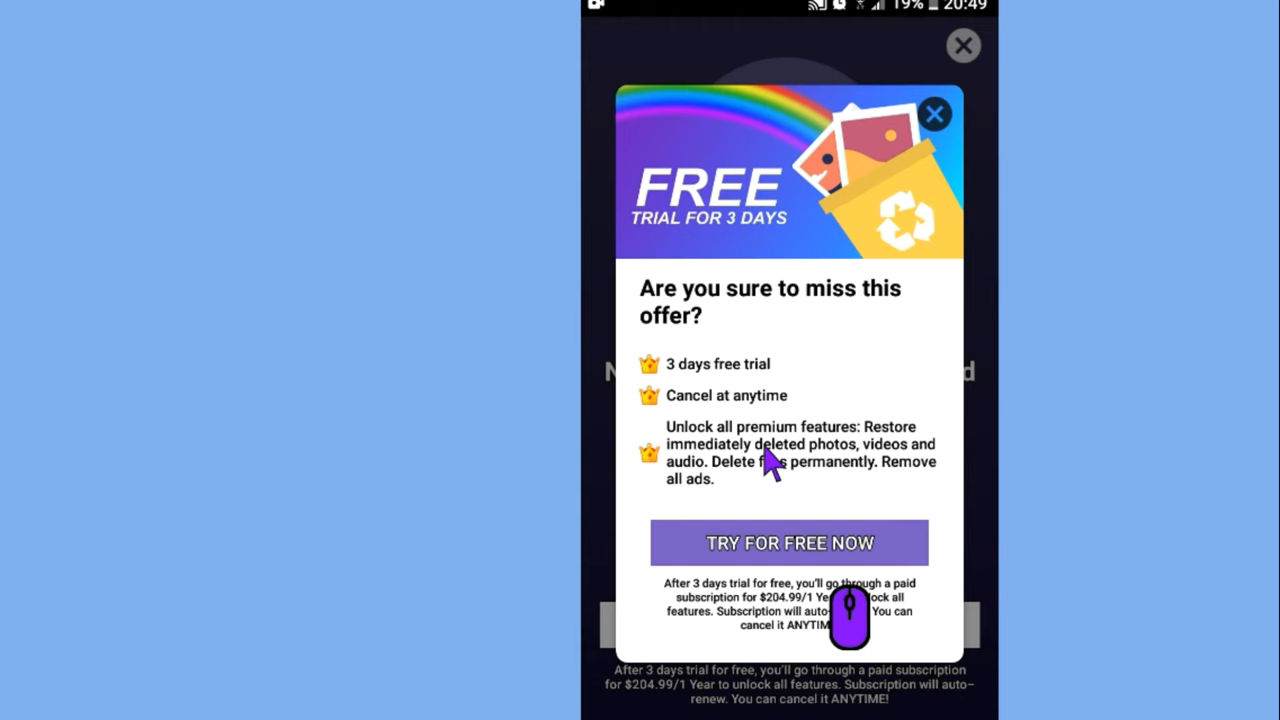 19% 20:49
FREE
TRIAL FOR 3 DAYS
Are you sure to miss this
offer?
3 days free trial
Cancel at anytime
Unlock all premium features: Restore
immediately deleted photos, videos and
audio. Delete permanently. Remove
all ads.
TRY FOR FREE NOW
After 3 days trial for free, you'll go through a paid
subscription for $204.99/1 all
features. Subscription will You can
cancel it
After 3 days trial for free, you'll go through a paid subscription
for $204.99/1 Year to unlock all features. Subscription will auto-
renew. You can cancel it ANYTIME!